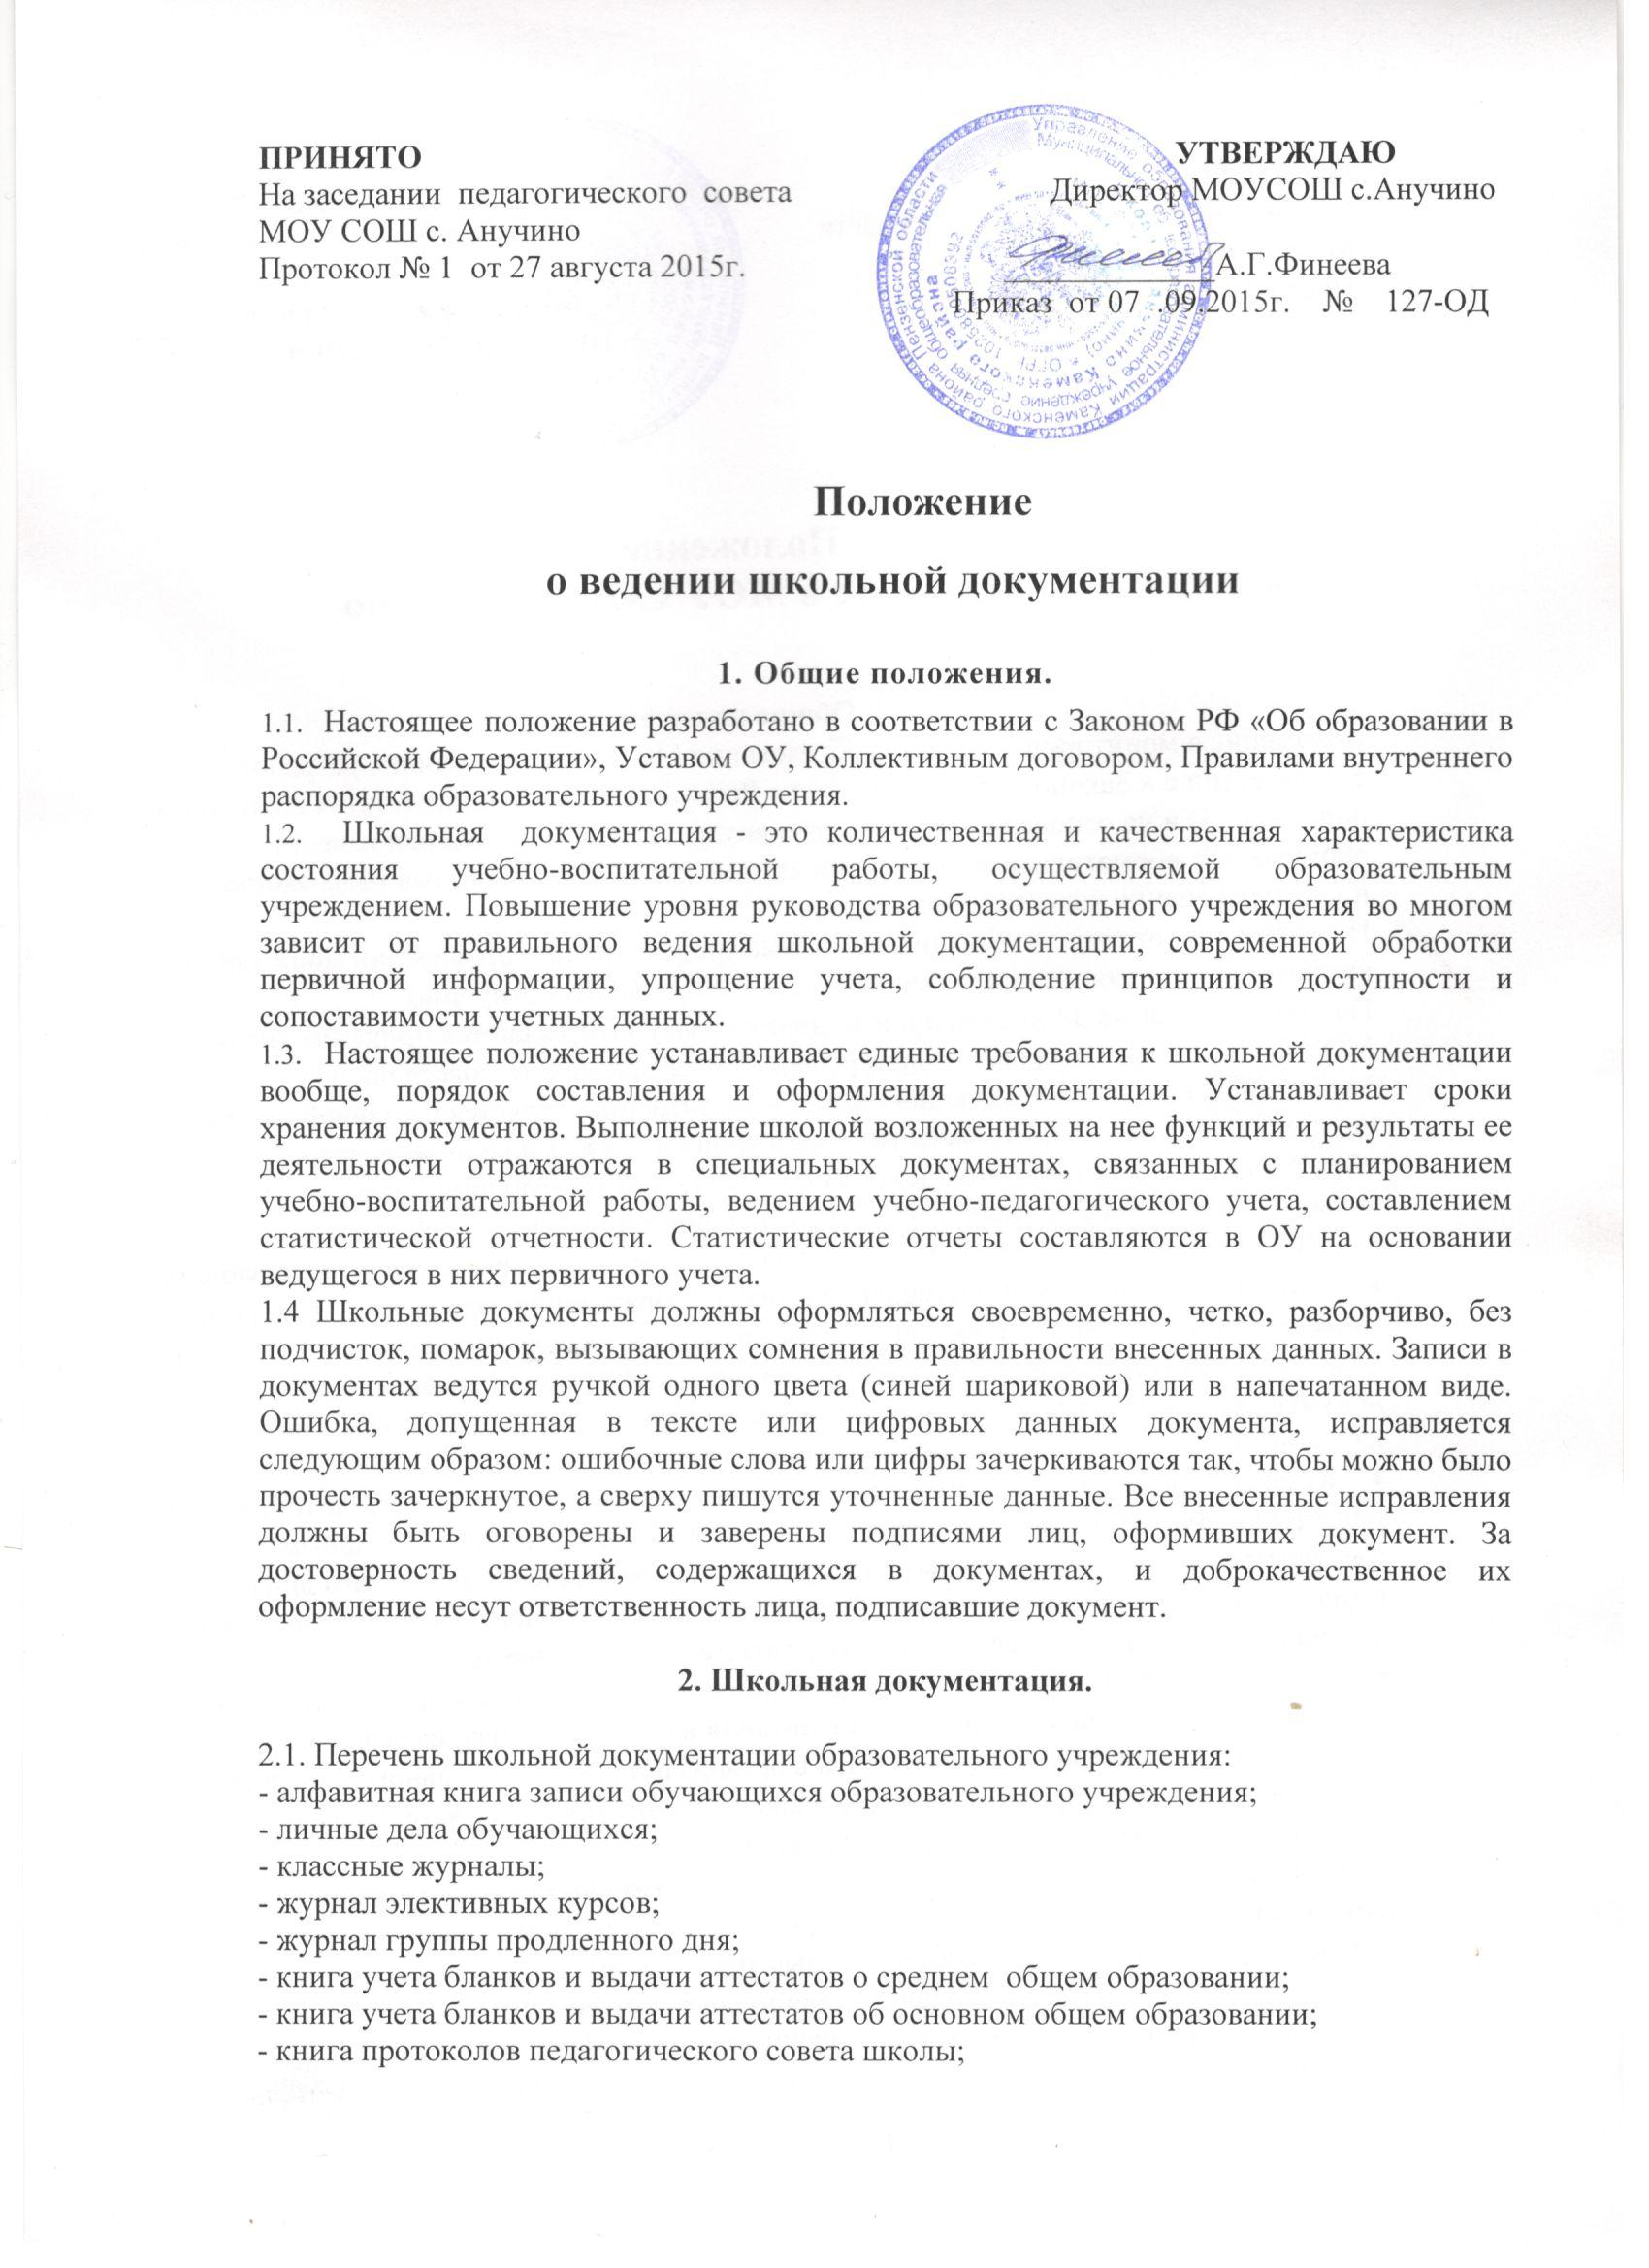 ПРИНЯТО
На заседании педагогического совета
МОУ СОШ с. Анучино
Протокол № 1 от 27 августа 2015г.
УТВЕРЖДАЮ
Директор МОУСОШ с.Анучино
А.Г.Финеева
Приказ от 07 .09.2015г. № 127-ОД
Положение
о ведении школьной документации
1. Общие положения.
1.1. Настоящее положение разработано в соответствии с Законом РФ «Об образовании в
Российской Федерации», Уставом ОУ, Коллективным договором, Правилами внутреннего
распорядка образовательного учреждения.
1.2. Школьная документация - это количественная и качественная характеристика
состояния учебно-воспитательной работы, осуществляемой образовательным
учреждением. Повышение уровня руководства образовательного учреждения во многом
зависит от правильного ведения школьной документации, современной обработки
первичной информации, упрощение учета, соблюдение принципов доступности и
сопоставимости учетных данных.
1.3. Настоящее положение устанавливает единые требования к школьной документации
вообще, порядок составления и оформления документации. Устанавливает сроки
хранения документов. Выполнение школой возложенных на нее функций и результаты ее
деятельности отражаются в специальных документах, связанных с планированием
учебно-воспитательной работы, ведением учебно-педагогического учета, составлением
статистической отчетности. Статистические отчеты составляются в ОУ на основании
ведущегося в них первичного учета.
1.4 Школьные документы должны оформляться своевременно, четко, разборчиво, без
подчисток, помарок, вызывающих сомнения в правильности внесенных данных. Записи в
документах ведутся ручкой одного цвета (синей шариковой) или в напечатанном виде.
Ошибка, допущенная в тексте или цифровых данных документа, исправляется
следующим образом: ошибочные слова или цифры зачеркиваются так, чтобы можно было
прочесть зачеркнутое, а сверху пишутся уточненные данные. Все внесенные исправления
должны быть оговорены и заверены подписями лиц, оформивших документ. За
достоверность сведений, содержащихся в документах, и доброкачественное их
оформление несут ответственность лица, подписавшие документ.
2. Школьная документация.
2.1. Перечень школьной документации образовательного учреждения:
- алфавитная книга записи обучающихся образовательного учреждения;
- личные дела обучающихся;
- классные журналы;
- журнал элективных курсов;
- журнал группы продленного дня;
- книга учета бланков и выдачи аттестатов о среднем общем образовании;
- книга учета бланков и выдачи аттестатов об основном общем образовании;
- книга протоколов педагогического совета школы;